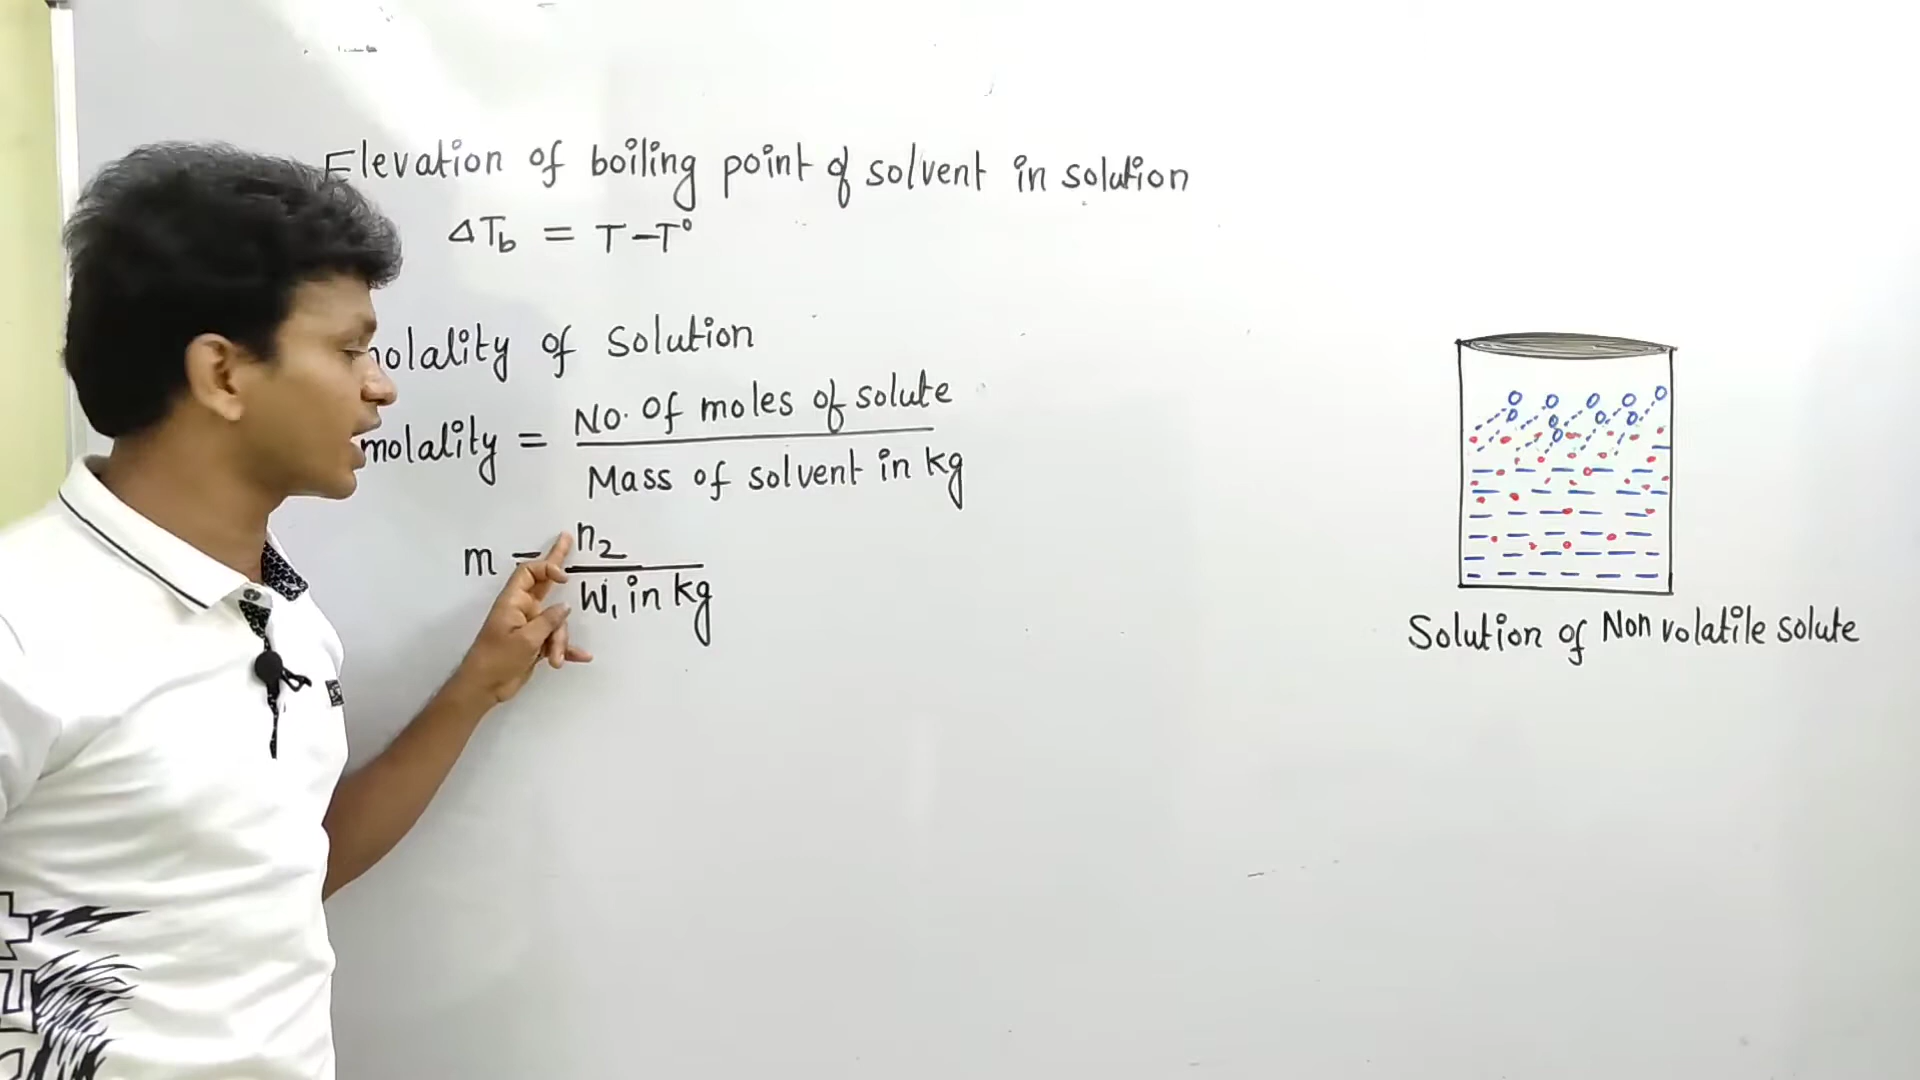 Elevation of boiling point of solvent in solution
ΔTb = T-T°
molality of solution
molality = No. of moles of solute
Mass of solvent in kg
m = n₂
W₁ in kg
Solution of Non volatile solute